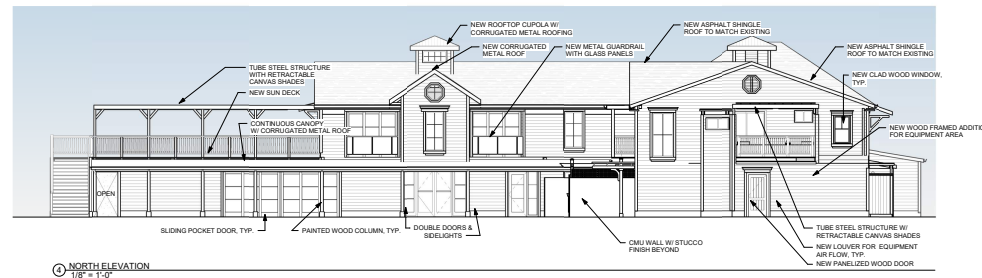 NEW ROOFTOP CUPOLA W/
CORRUGATED METAL ROOFING
NEW CORRUGATED
METAL ROOF
NEW METAL GUARDRAIL
WITH GLASS PANELS
NEW ASPHALT SHINGLE
ROOF TO MATCH EXISTING
NEW ASPHALT SHINGLE
ROOF TO MATCH EXISTING
TUBE STEEL STRUCTURE
WITH RETRACTABLE
CANVAS SHADES
NEW SUN DECK
CONTINUOUS CANOPY
W/ CORRUGATED METAL ROOF
NEW CLAD WOOD WINDOW,
TYP.
NEW WOOD FRAMED ADDITIO
FOR EQUIPMENT AREA
OPEN
SLIDING POCKET DOOR, TYP.
PAINTED WOOD COLUMN, TYP.
DOUBLE DOORS &
SIDELIGHTS
CMU WALL W/ STUCCO
FINISH BEYOND
TUBE STEEL STRUCTURE W/
RETRACTABLE CANVAS SHADES
NEW LOUVER FOR EQUIPMENT
AIR FLOW, TYP.
NEW PANELIZED WOOD DOOR
4 NORTH ELEVATION
1/8" = 1'-0"